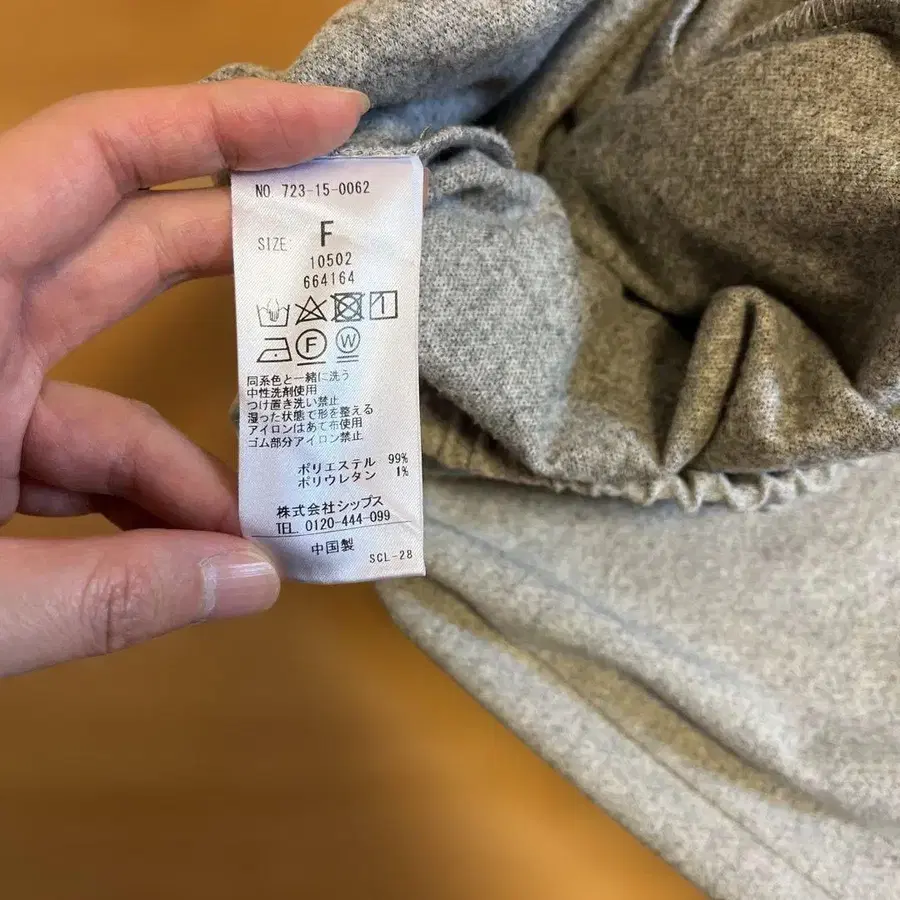 NO 723-15-0062
SIZE: F
10502
664164
F W
同系色と一緒に洗う
中性洗剤使用
つけ置き洗い禁止
湿った状態で形を整える
アイロンはあて布使用
ゴム部分アイロン禁止
ポリエステル 99%
ポリウレタン 1%
株式会社シップス
TEL. 0120-444-099
中国製 SCL-28